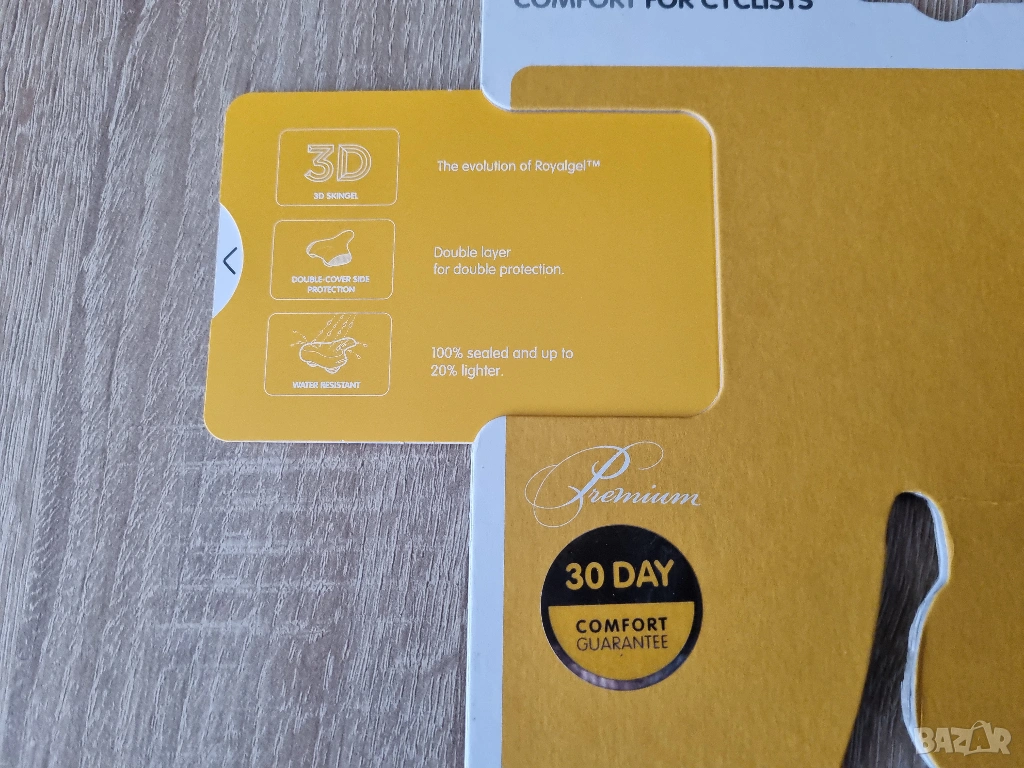 COMFORT FOR CYCLISTS
3D
3D SKINGEL
The evolution of Royalgel™
DOUBLE-COVER SIDE
PROTECTION
Double layer
for double protection.
WATER RESISTANT
100% sealed and up to
20% lighter.
Premium
30 DAY
COMFORT
GUARANTEE
BAZAR